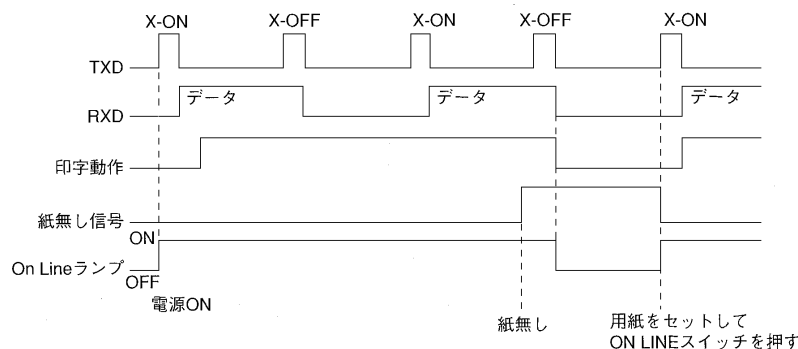 X-ON X-OFF X-ON X-OFF X-ON
TXD
RXD データ データ データ
印字動作
紙無し信号
ON
On Lineランプ
OFF
電源ON
紙無し
用紙をセットして
ON LINEスイッチを押す